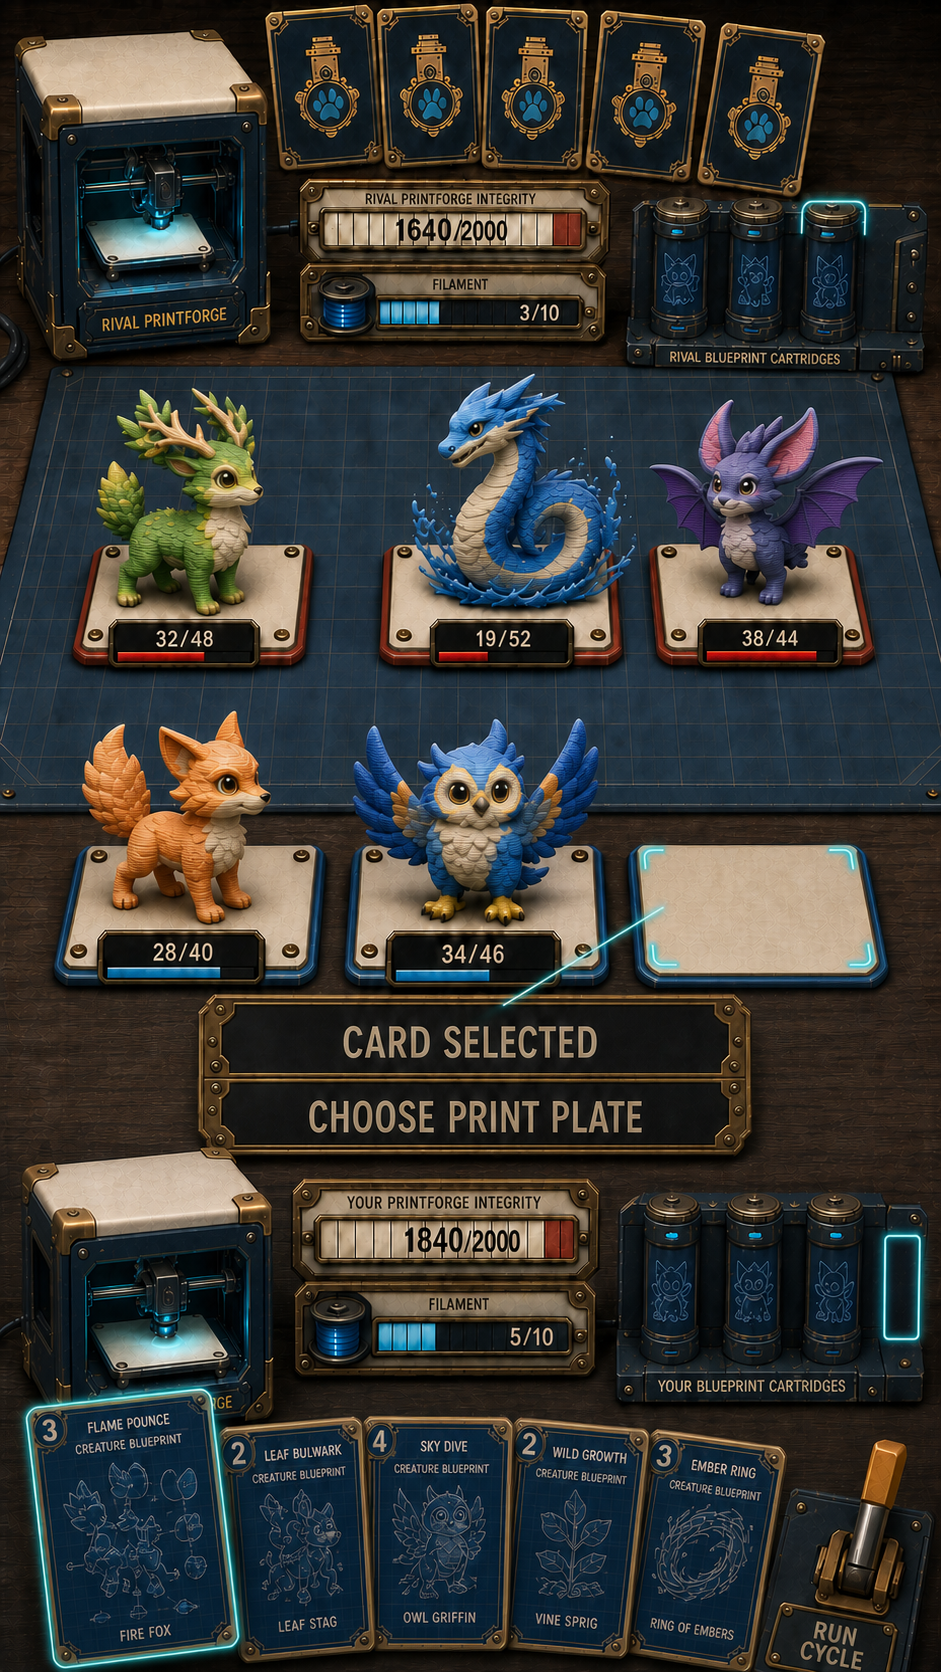 RIVAL PRINTFORGE INTEGRITY
1640/2000
FILAMENT
3/10
RIVAL PRINTFORGE
RIVAL BLUEPRINT CARTRIDGES
32/48
19/52
38/44
28/40
34/46
CARD SELECTED
CHOOSE PRINT PLATE
YOUR PRINTFORGE INTEGRITY
1840/2000
FILAMENT
5/10
YOUR BLUEPRINT CARTRIDGES
3
FLAME POUNCE
CREATURE BLUEPRINT
FIRE FOX
2
LEAF BULWARK
CREATURE BLUEPRINT
LEAF STAG
4
SKY DIVE
CREATURE BLUEPRINT
OWL GRIFFIN
2
WILD GROWTH
CREATURE BLUEPRINT
VINE SPRIG
3
EMBER RING
CREATURE BLUEPRINT
RING OF EMBERS
RUN
CYCLE